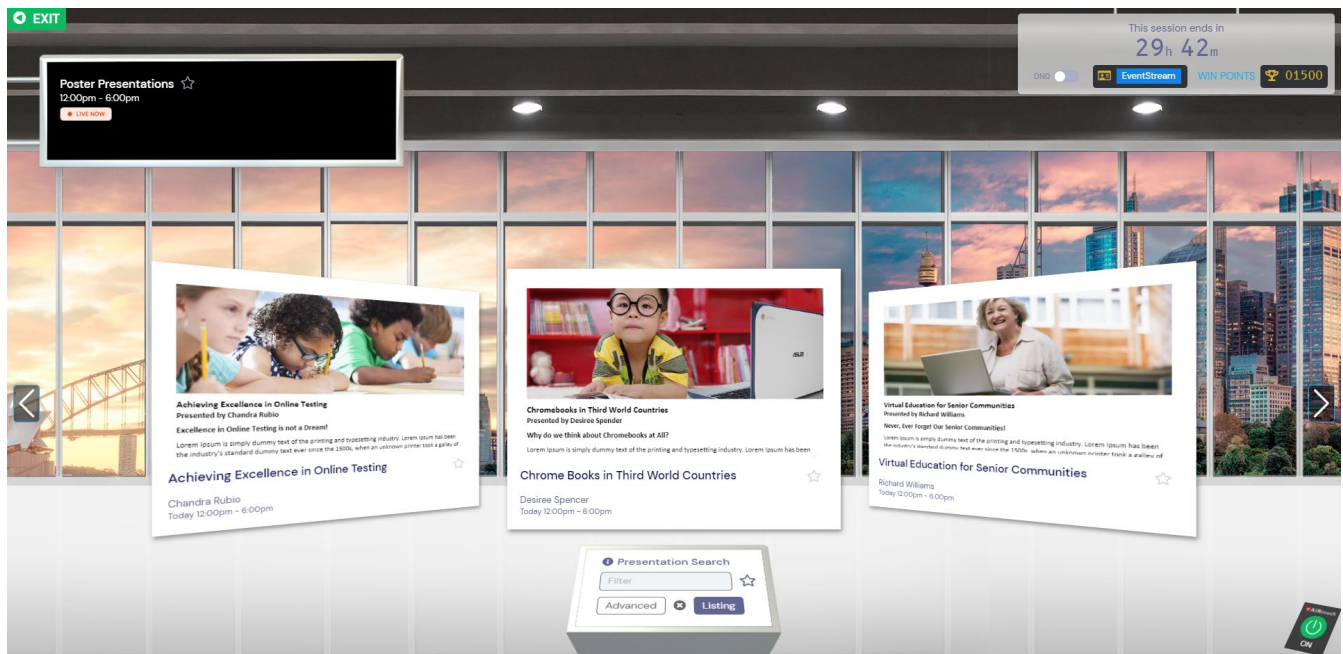 EXIT
Poster Presentations
12:00pm - 6:00pm
LIVE NOW
This session ends in
29h 42m
DND
EventStream
WIN POINTS
01500
Achieving Excellence in Online Testing
Presented by Chandra Rubio
Excellence in Online Testing is not a Dream!
Lorem Ipsum is simply dummy text of the printing and typesetting industry. Lorem Ipsum has been
the industry's standard dummy text ever since the 1500s, when an unknown printer took a galley of
Achieving Excellence in Online Testing
Chandra Rubio
Today 12:00pm - 6:00pm
ASUS
Chromebooks in Third World Countries
Presented by Desiree Spender
Why do we think about Chromebooks at All?
Lorem Ipsum is simply dummy text of the printing and typesetting industry. Lorem Ipsum has been
Chrome Books in Third World Countries
Desiree Spencer
Today 12:00pm - 6:00pm
Virtual Education for Senior Communities
Presented by Richard Williams
Never, Ever Forget Our Senior Communities!
Lorem Ipsum is simply dummy text of the printing and typesetting industry. Lorem Ipsum has been
the industry's standard dummy text ever since the 1500s, when an unknown printer took a galley of
Virtual Education for Senior Communities
Richard Williams
Today 12:00pm - 6:00pm
Presentation Search
Filter
Advanced
Listing
ON